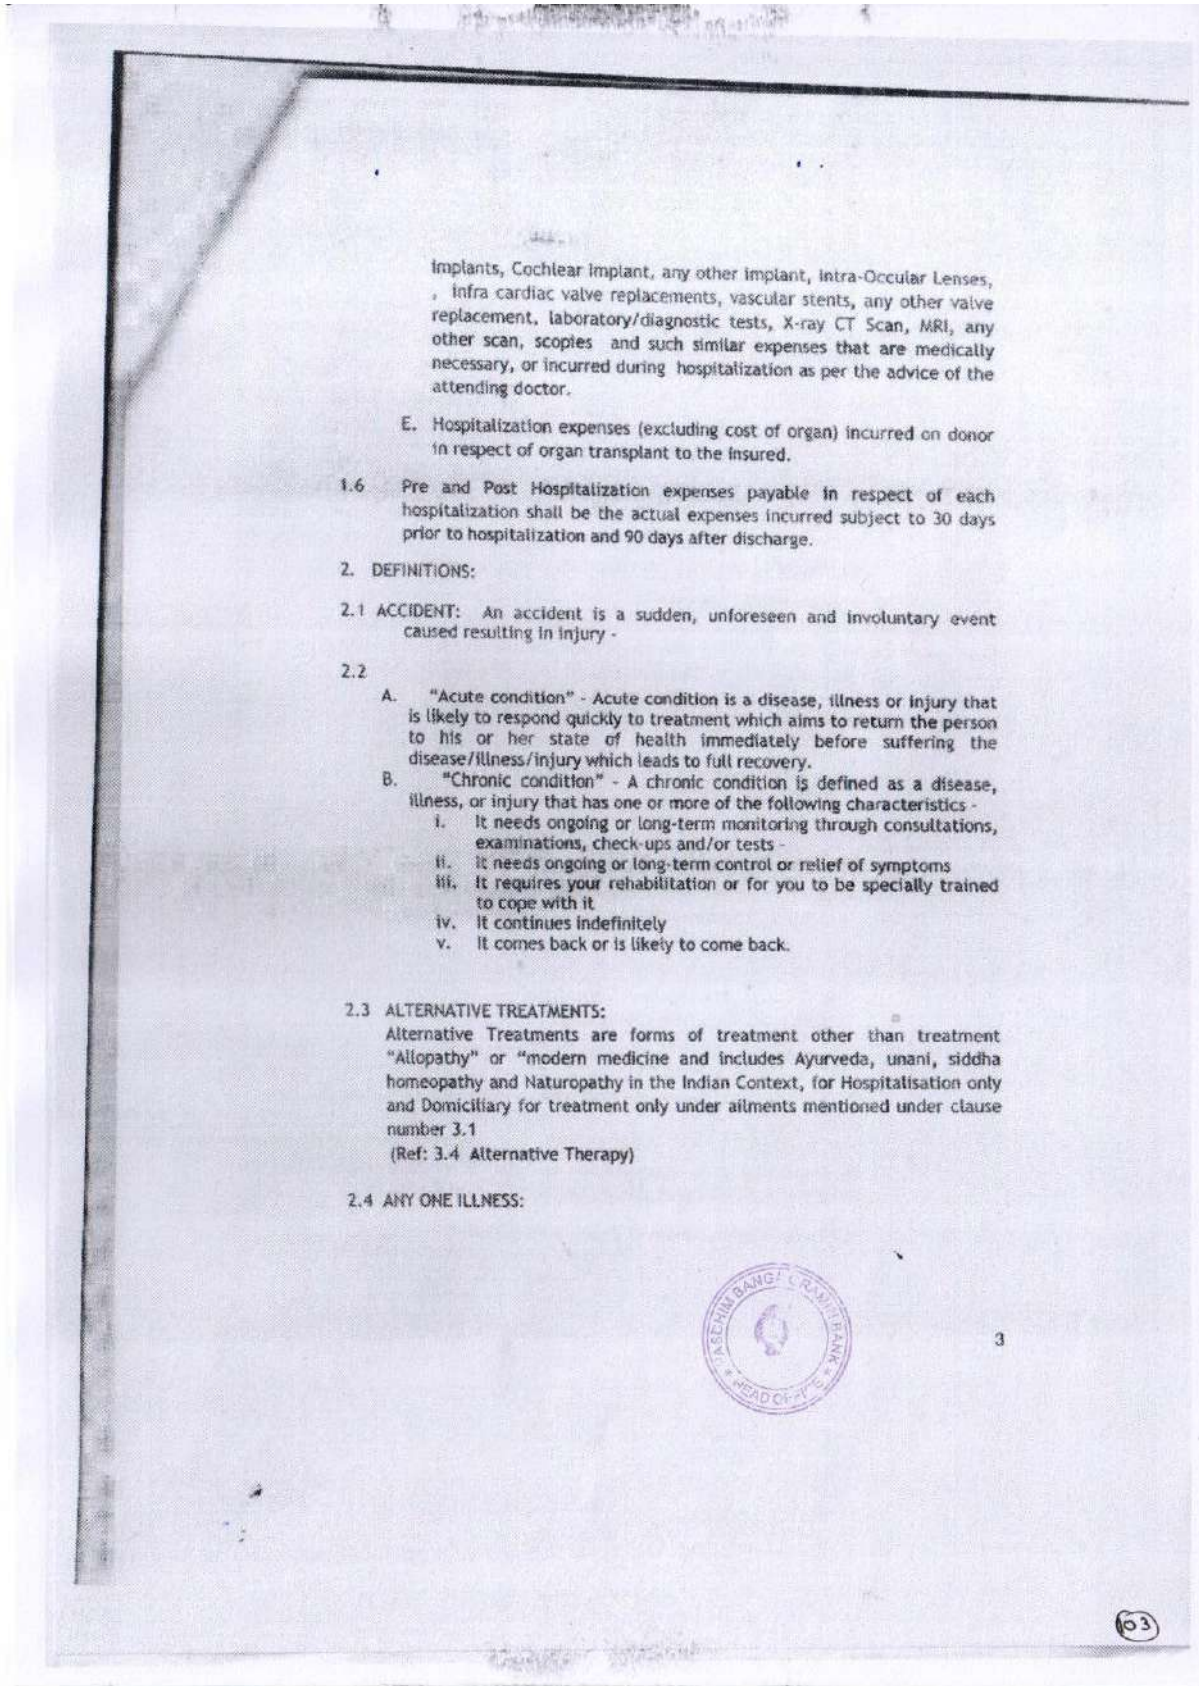 Implants, Cochlear Implant, any other implant, Intra-Occular Lenses,
, Infra cardiac valve replacements, vascular stents, any other valve
replacement, laboratory/diagnostic tests, X-ray CT Scan, MRI, any
other scan, scopies and such similar expenses that are medically
necessary, or incurred during hospitalization as per the advice of the
attending doctor.
E. Hospitalization expenses (excluding cost of organ) incurred on donor
in respect of organ transplant to the insured.
1.6 Pre and Post Hospitalization expenses payable in respect of each
hospitalization shall be the actual expenses incurred subject to 30 days
prior to hospitalization and 90 days after discharge.
2. DEFINITIONS:
2.1 ACCIDENT: An accident is a sudden, unforeseen and involuntary event
caused resulting in injury -
2.2
A. "Acute condition" - Acute condition is a disease, illness or injury that
is likely to respond quickly to treatment which aims to return the person
to his or her state of health immediately before suffering the
disease/illness/injury which leads to full recovery.
B. "Chronic condition" - A chronic condition is defined as a disease,
illness, or injury that has one or more of the following characteristics -
i. It needs ongoing or long-term monitoring through consultations,
examinations, check-ups and/or tests -
ii. It needs ongoing or long-term control or relief of symptoms
iii. It requires your rehabilitation or for you to be specially trained
to cope with it
iv. It continues indefinitely
v. It comes back or is likely to come back.
2.3 ALTERNATIVE TREATMENTS:
Alternative Treatments are forms of treatment other than treatment
"Allopathy" or "modern medicine and includes Ayurveda, unani, siddha
homeopathy and Naturopathy in the Indian Context, for Hospitalisation only
and Domiciliary for treatment only under ailments mentioned under clause
number 3.1
(Ref: 3.4 Alternative Therapy)
2.4 ANY ONE ILLNESS:
PASCHIM BANGA GRAMIN BANK
* HEAD OFFICE *
3
03